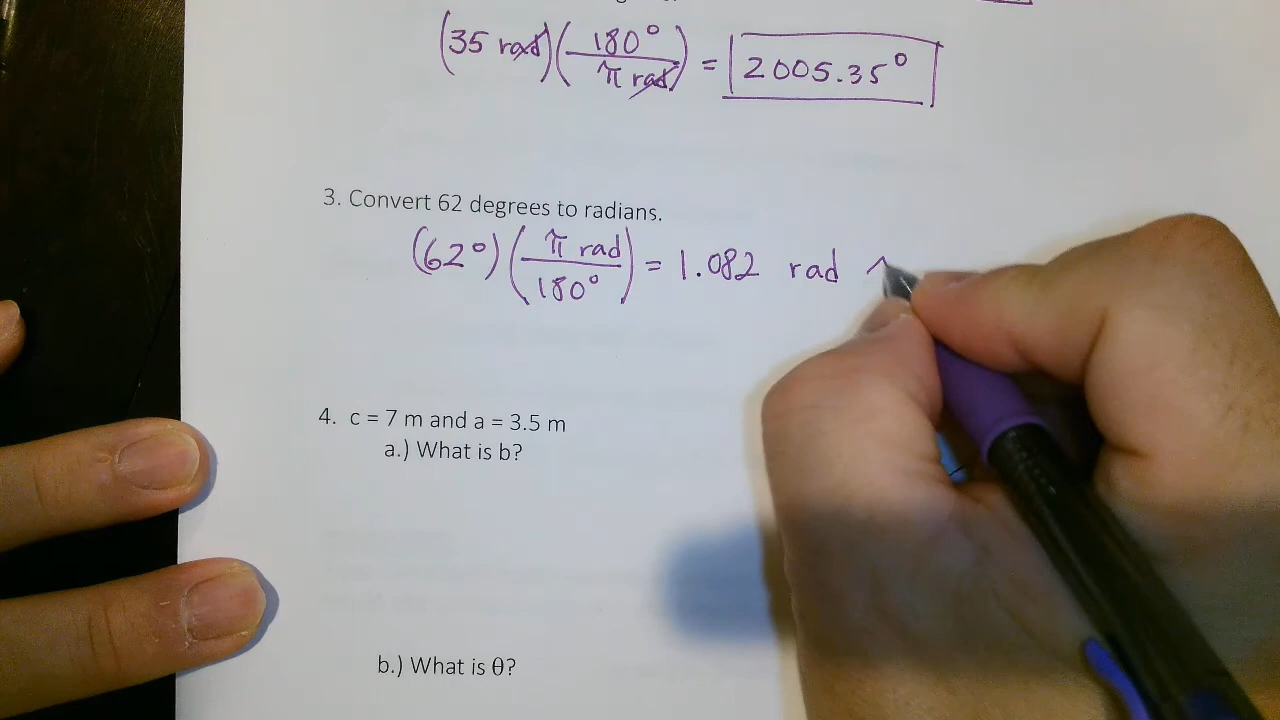 (35 rad)(180°/π rad) = 2005.35°
3. Convert 62 degrees to radians.
(62°)(π rad/180°) = 1.082 rad
4. c = 7 m and a = 3.5 m
a.) What is b?
b.) What is θ?